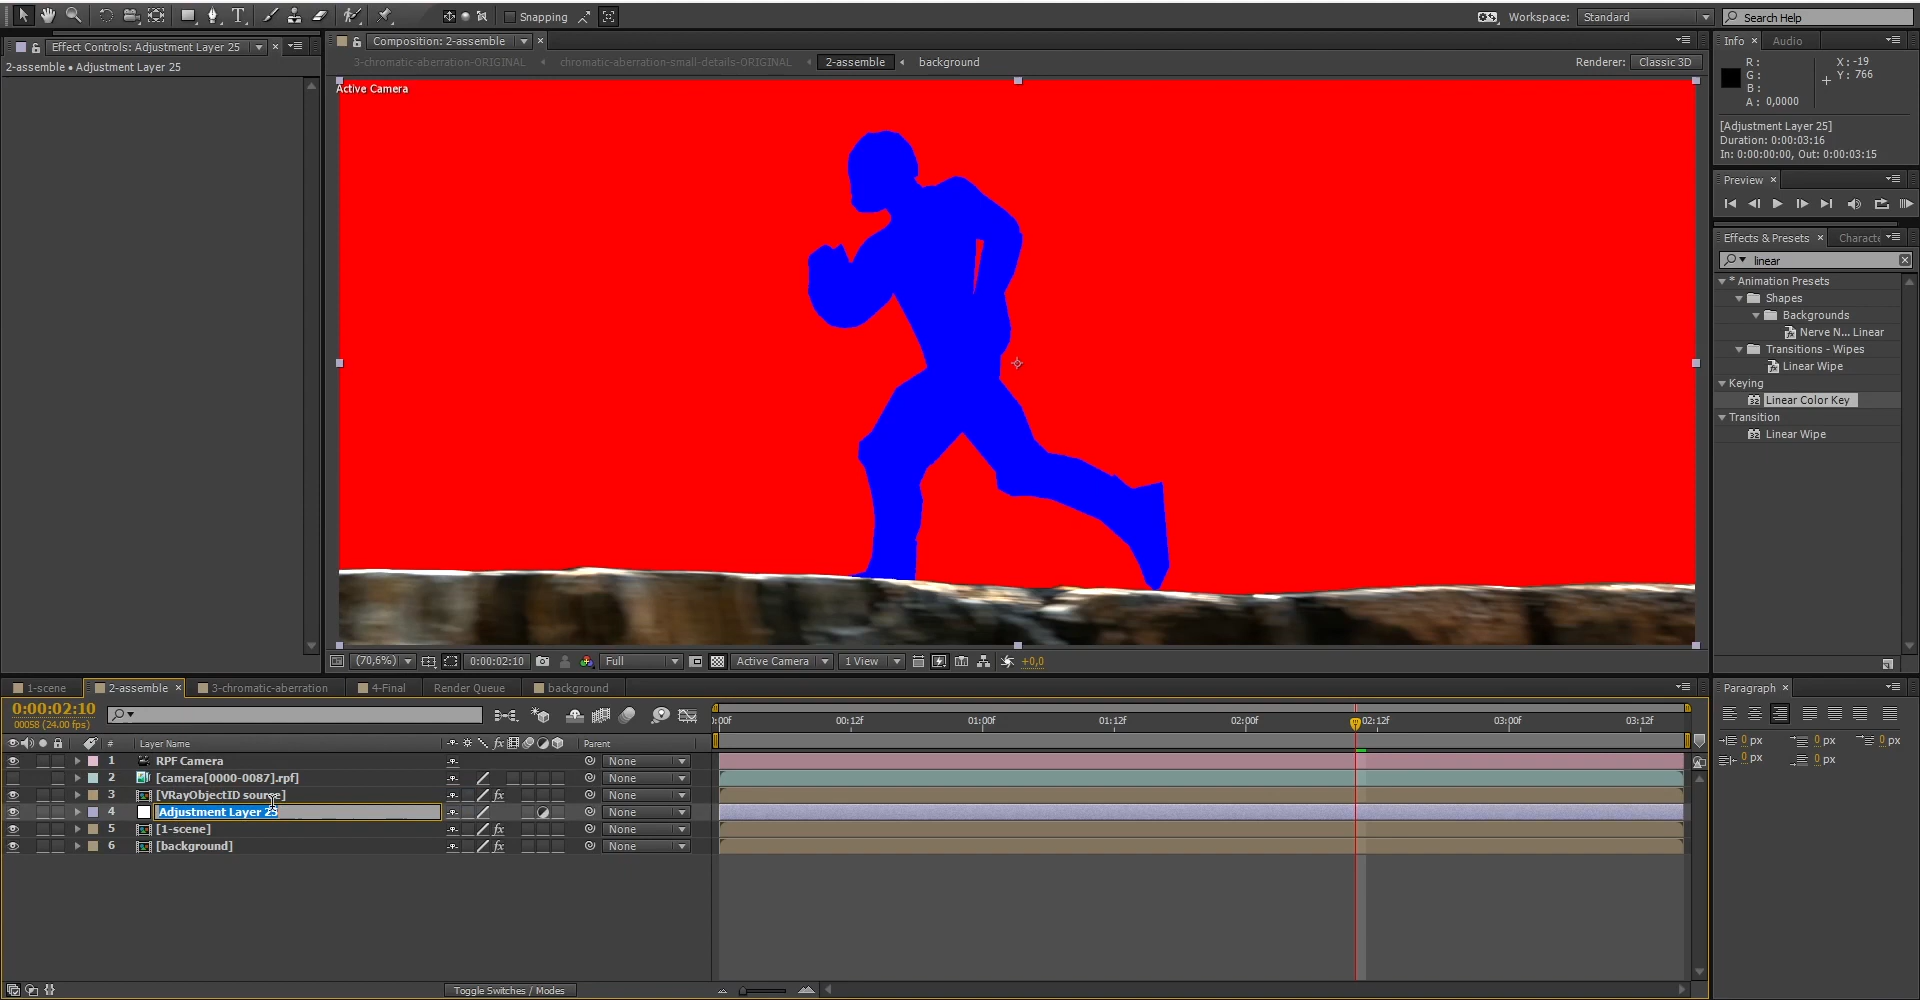 Snapping
Workspace: Standard
Search Help
Effect Controls: Adjustment Layer 25
2-assemble • Adjustment Layer 25
Composition: 2-assemble
3-chromatic-aberration-ORIGINAL
chromatic-aberration-small-details-ORIGINAL
2-assemble
background
Renderer: Classic 3D
Active Camera
Info
Audio
R :
G :
B :
A : 0,0000
X : -19
Y : 766
[Adjustment Layer 25]
Duration: 0:00:03:16
In: 0:00:00:00, Out: 0:00:03:15
Preview
Effects & Presets
Characte
linear
* Animation Presets
Shapes
Backgrounds
Nerve N... Linear
Transitions - Wipes
Linear Wipe
Keying
Linear Color Key
Transition
Linear Wipe
(70,6%)
0:00:02:10
Full
Active Camera
1 View
+0,0
1-scene
2-assemble
3-chromatic-aberration
4-Final
Render Queue
background
0:00:02:10
00058 (24.00 fps)
:00f
00:12f
01:00f
01:12f
02:00f
02:12f
03:00f
03:12f
#
Layer Name
fx
Parent
1 RPF Camera None
2 [camera[0000-0087].rpf] None
3 [VRayObjectID source] fx None
4 Adjustment Layer 25 None
5 [1-scene] fx None
6 [background] fx None
Toggle Switches / Modes
Paragraph
0 px
0 px
0 px
0 px
0 px